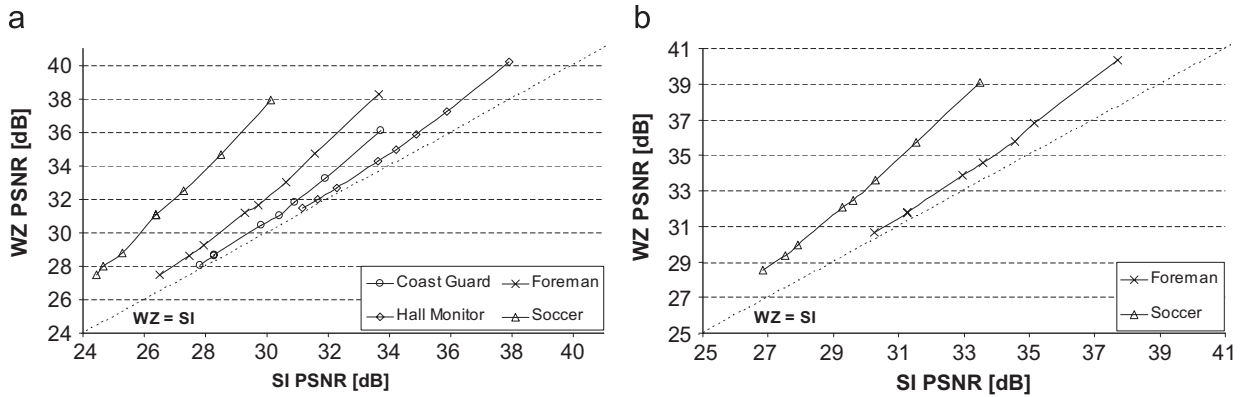 a
WZ PSNR [dB]
40
38
36
34
32
30
28
26
24
24 26 28 30 32 34 36 38 40
SI PSNR [dB]
WZ = SI
Coast Guard
Foreman
Hall Monitor
Soccer
b
WZ PSNR [dB]
41
39
37
35
33
31
29
27
25
25 27 29 31 33 35 37 39 41
SI PSNR [dB]
WZ = SI
Foreman
Soccer